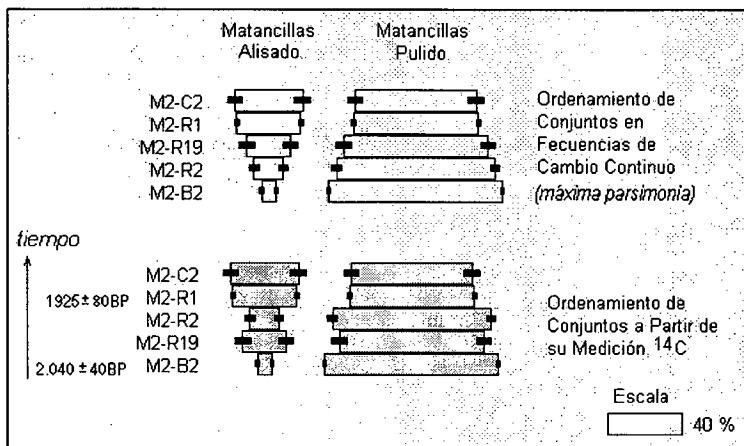 Matancillas
Alisado
Matancillas
Pulido
M2-C2
M2-R1
M2-R19
M2-R2
M2-B2
Ordenamiento de
Conjuntos en
Fecuencias de
Cambio Continuo
(máxima parsimonia)
tiempo
1925 ± 80BP
2.040 ± 40BP
M2-C2
M2-R1
M2-R2
M2-R19
M2-B2
Ordenamiento de
Conjuntos a Partir de
su Medición ¹⁴C
Escala
40 %